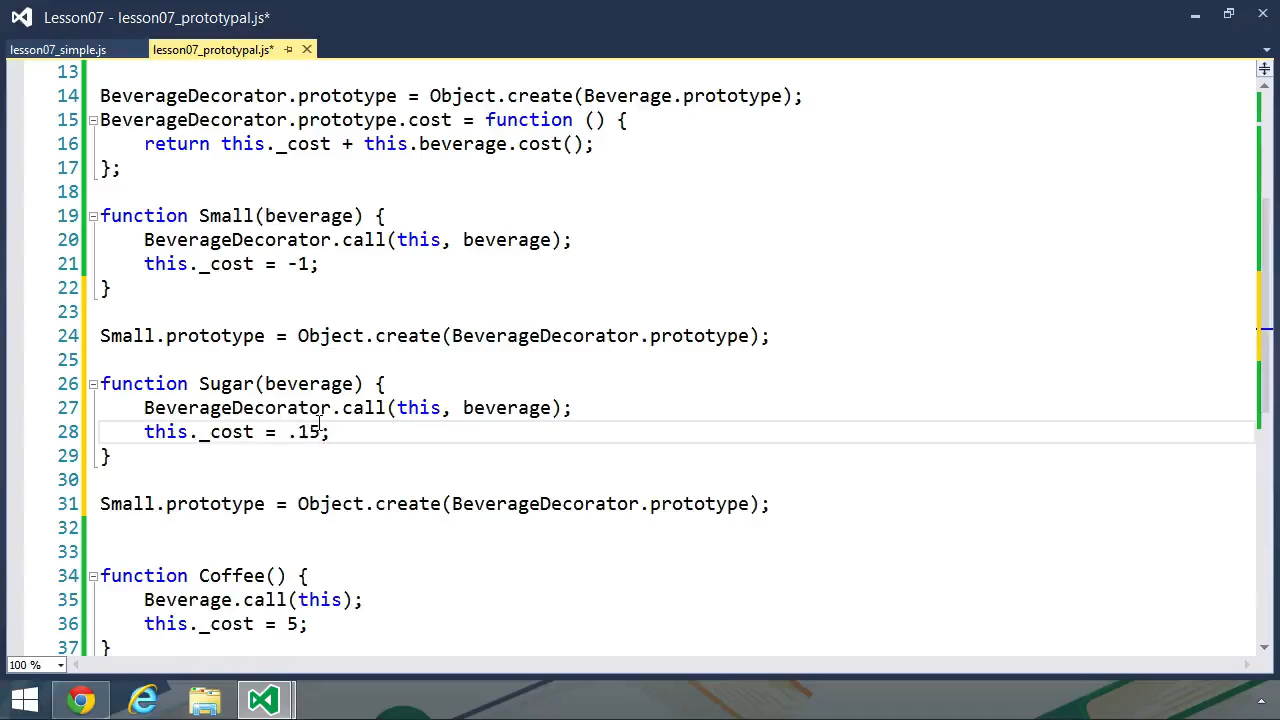 Lesson07 - lesson07_prototypal.js*
lesson07_simple.js
lesson07_prototypal.js*
13
14 BeverageDecorator.prototype = Object.create(Beverage.prototype);
15 BeverageDecorator.prototype.cost = function () {
16     return this._cost + this.beverage.cost();
17 };
18
19 function Small(beverage) {
20     BeverageDecorator.call(this, beverage);
21     this._cost = -1;
22 }
23
24 Small.prototype = Object.create(BeverageDecorator.prototype);
25
26 function Sugar(beverage) {
27     BeverageDecorator.call(this, beverage);
28     this._cost = .15;
29 }
30
31 Small.prototype = Object.create(BeverageDecorator.prototype);
32
33
34 function Coffee() {
35     Beverage.call(this);
36     this._cost = 5;
37 }
100 %